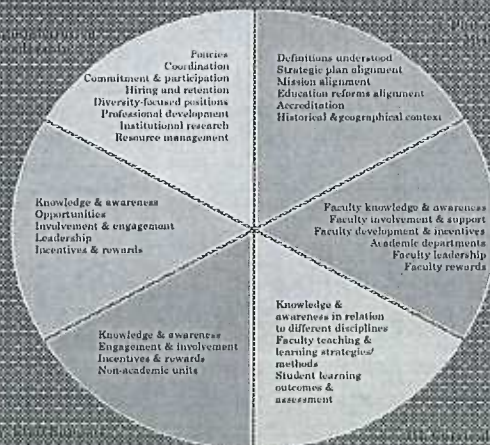 Policies
Coordination
Commitment & participation
Hiring and retention
Diversity-focused positions
Professional development
Institutional research
Resource management
Definitions understood
Strategic plan alignment
Mission alignment
Education reforms alignment
Accreditation
Historical & geographical context
Knowledge & awareness
Opportunities
Involvement & engagement
Leadership
Incentives & rewards
Faculty knowledge & awareness
Faculty involvement & support
Faculty development & incentives
Academic departments
Faculty leadership
Faculty rewards
Knowledge & awareness
Engagement & involvement
Incentives & rewards
Non-academic units
Knowledge &
awareness in relation
to different disciplines
Faculty teaching &
learning strategies/
methods
Student learning
outcomes &
assessment